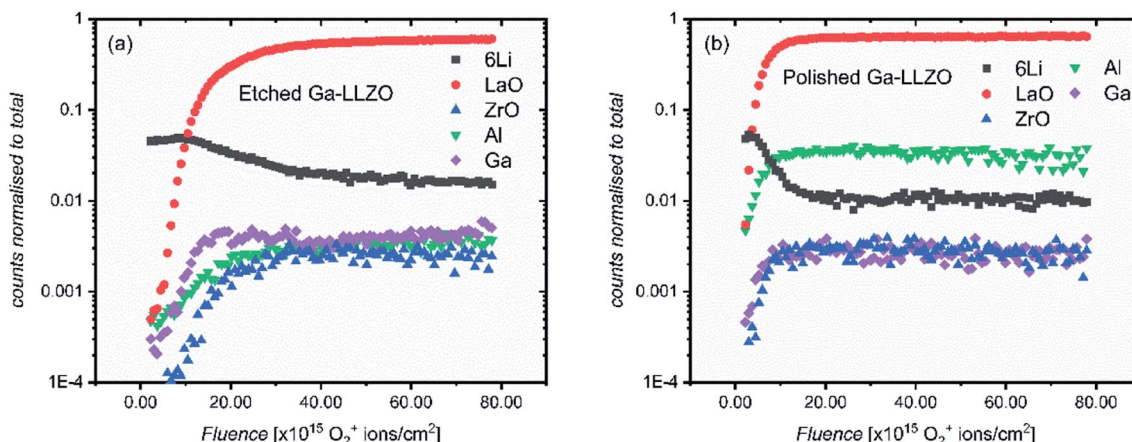 (a)
Etched Ga-LLZO
6Li
LaO
ZrO
Al
Ga
counts normalised to total
1
0.1
0.01
0.001
1E-4
0.00 20.00 40.00 60.00 80.00
Fluence [x10¹⁵ O₂⁺ ions/cm²]
(b)
Polished Ga-LLZO
6Li Al
LaO Ga
ZrO
counts normalised to total
1
0.1
0.01
0.001
1E-4
0.00 20.00 40.00 60.00 80.00
Fluence [x10¹⁵ O₂⁺ ions/cm²]